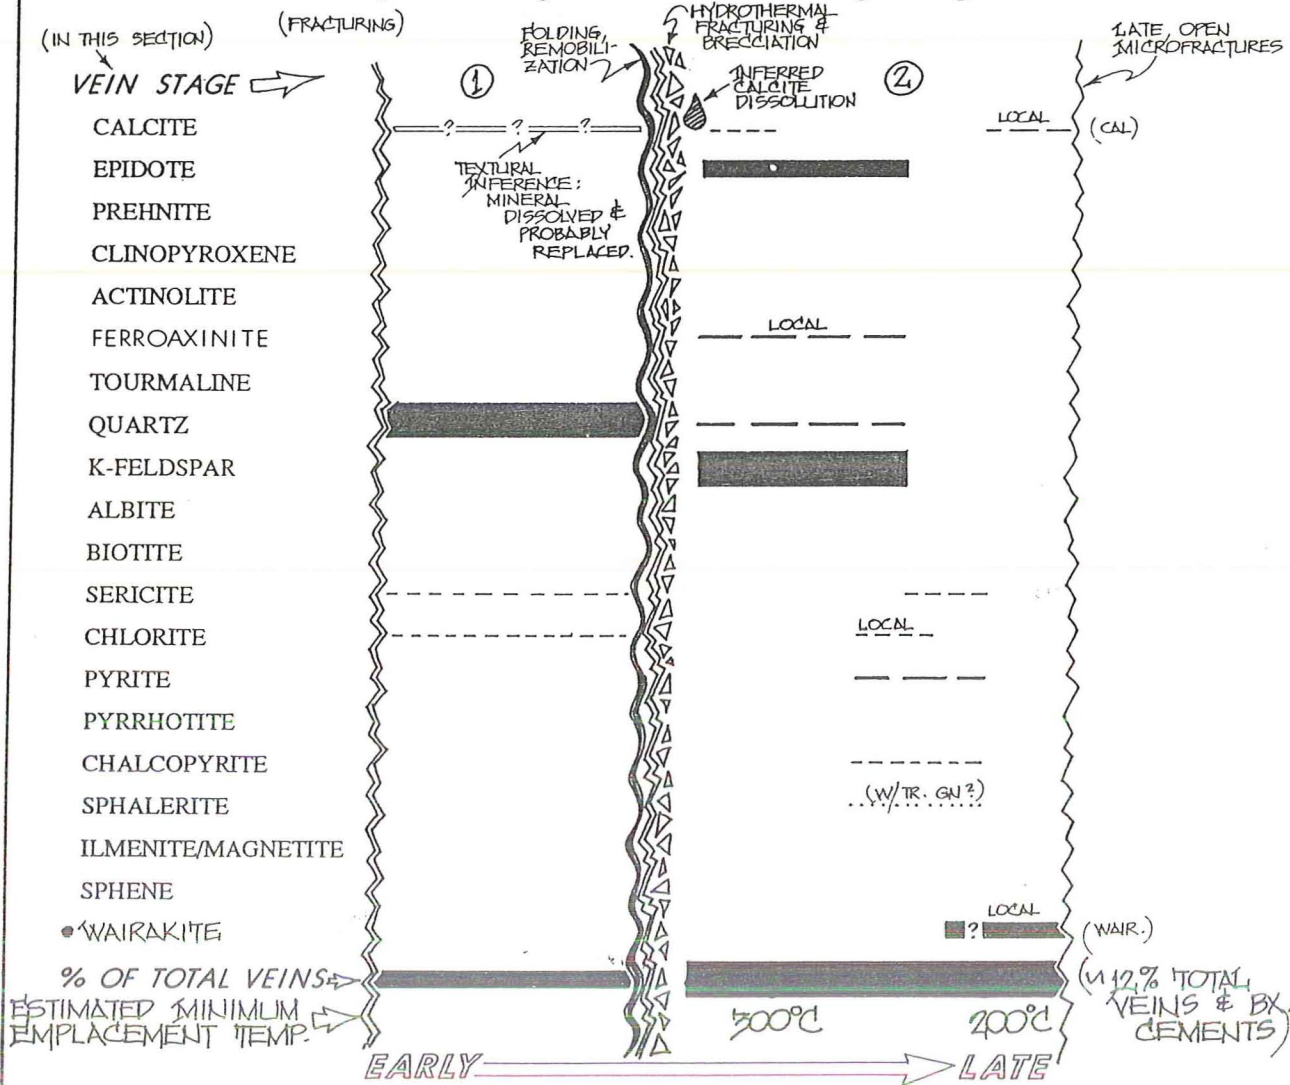 (IN THIS SECTION)
(FRACTURING)
FOLDING,
REMOBILI-
ZATION
HYDROTHERMAL
FRACTURING &
BRECCIATION
LATE, OPEN
MICROFRACTURES
VEIN STAGE
1
INFERRED
CALCITE
DISSOLUTION
2
CALCITE
? ? ?
LOCAL
(CAL)
TEXTURAL
INFERENCE:
MINERAL
DISSOLVED &
PROBABLY
REPLACED.
EPIDOTE
PREHNITE
CLINOPYROXENE
ACTINOLITE
FERROAXINITE
LOCAL
TOURMALINE
QUARTZ
K-FELDSPAR
ALBITE
BIOTITE
SERICITE
CHLORITE
LOCAL
PYRITE
PYRRHOTITE
CHALCOPYRITE
SPHALERITE
(W/TR. GN?)
ILMENITE/MAGNETITE
SPHENE
• WAIRAKITE
LOCAL
?
(WAIR.)
% OF TOTAL VEINS
(~12% TOTAL
VEINS & BX.
CEMENTS)
ESTIMATED MINIMUM
EMPLACEMENT TEMP.
300°C
200°C
EARLY
LATE